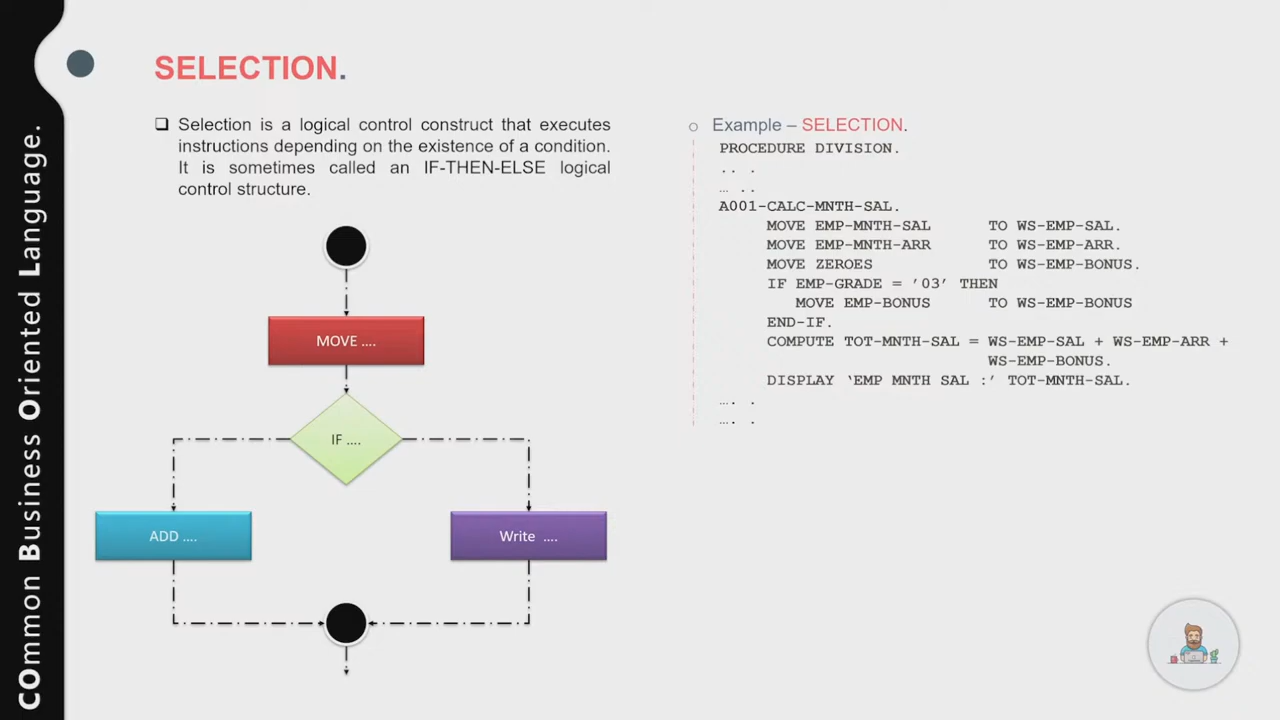 COmmon Business Oriented Language.
SELECTION.
❑ Selection is a logical control construct that executes
instructions depending on the existence of a condition.
It is sometimes called an IF-THEN-ELSE logical
control structure.
MOVE ....
IF ....
ADD ....
Write ....
o Example – SELECTION.
PROCEDURE DIVISION.
.. .
… ..
A001-CALC-MNTH-SAL.
MOVE EMP-MNTH-SAL TO WS-EMP-SAL.
MOVE EMP-MNTH-ARR TO WS-EMP-ARR.
MOVE ZEROES TO WS-EMP-BONUS.
IF EMP-GRADE = ’03’ THEN
MOVE EMP-BONUS TO WS-EMP-BONUS
END-IF.
COMPUTE TOT-MNTH-SAL = WS-EMP-SAL + WS-EMP-ARR +
WS-EMP-BONUS.
DISPLAY ‘EMP MNTH SAL :’ TOT-MNTH-SAL.
…. .
…. .